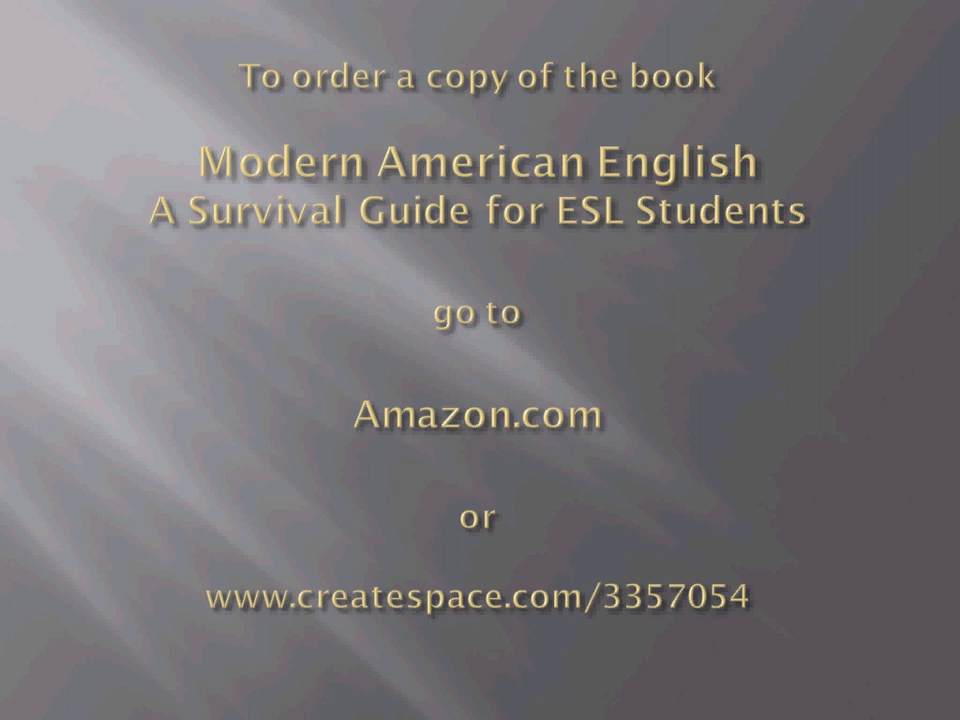 To order a copy of the book
Modern American English
A Survival Guide for ESL Students
go to
Amazon.com
or
www.createspace.com/3357054